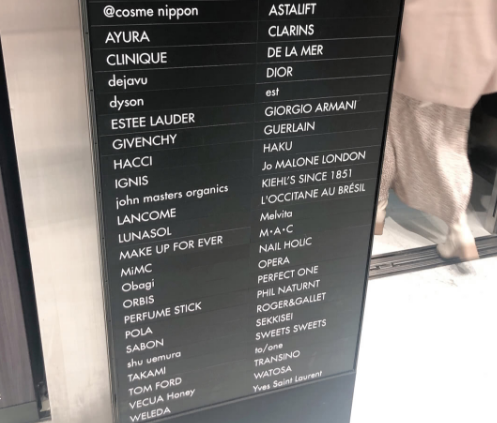 @cosme nippon
AYURA
CLINIQUE
dejavu
dyson
ESTEE LAUDER
GIVENCHY
HACCI
IGNIS
john masters organics
LANCOME
LUNASOL
MAKE UP FOR EVER
MiMC
Obagi
ORBIS
PERFUME STICK
POLA
SABON
shu uemura
TAKAMI
TOM FORD
VECUA Honey
WELEDA
ASTALIFT
CLARINS
DE LA MER
DIOR
est
GIORGIO ARMANI
GUERLAIN
HAKU
Jo MALONE LONDON
KIEHL'S SINCE 1851
L'OCCITANE AU BRÉSIL
Melvita
M•A•C
NAIL HOLIC
OPERA
PERFECT ONE
PHIL NATURNT
ROGER&GALLET
SEKKISEI
SWEETS SWEETS
to/one
TRANSINO
WATOSA
Yves Saint Laurent